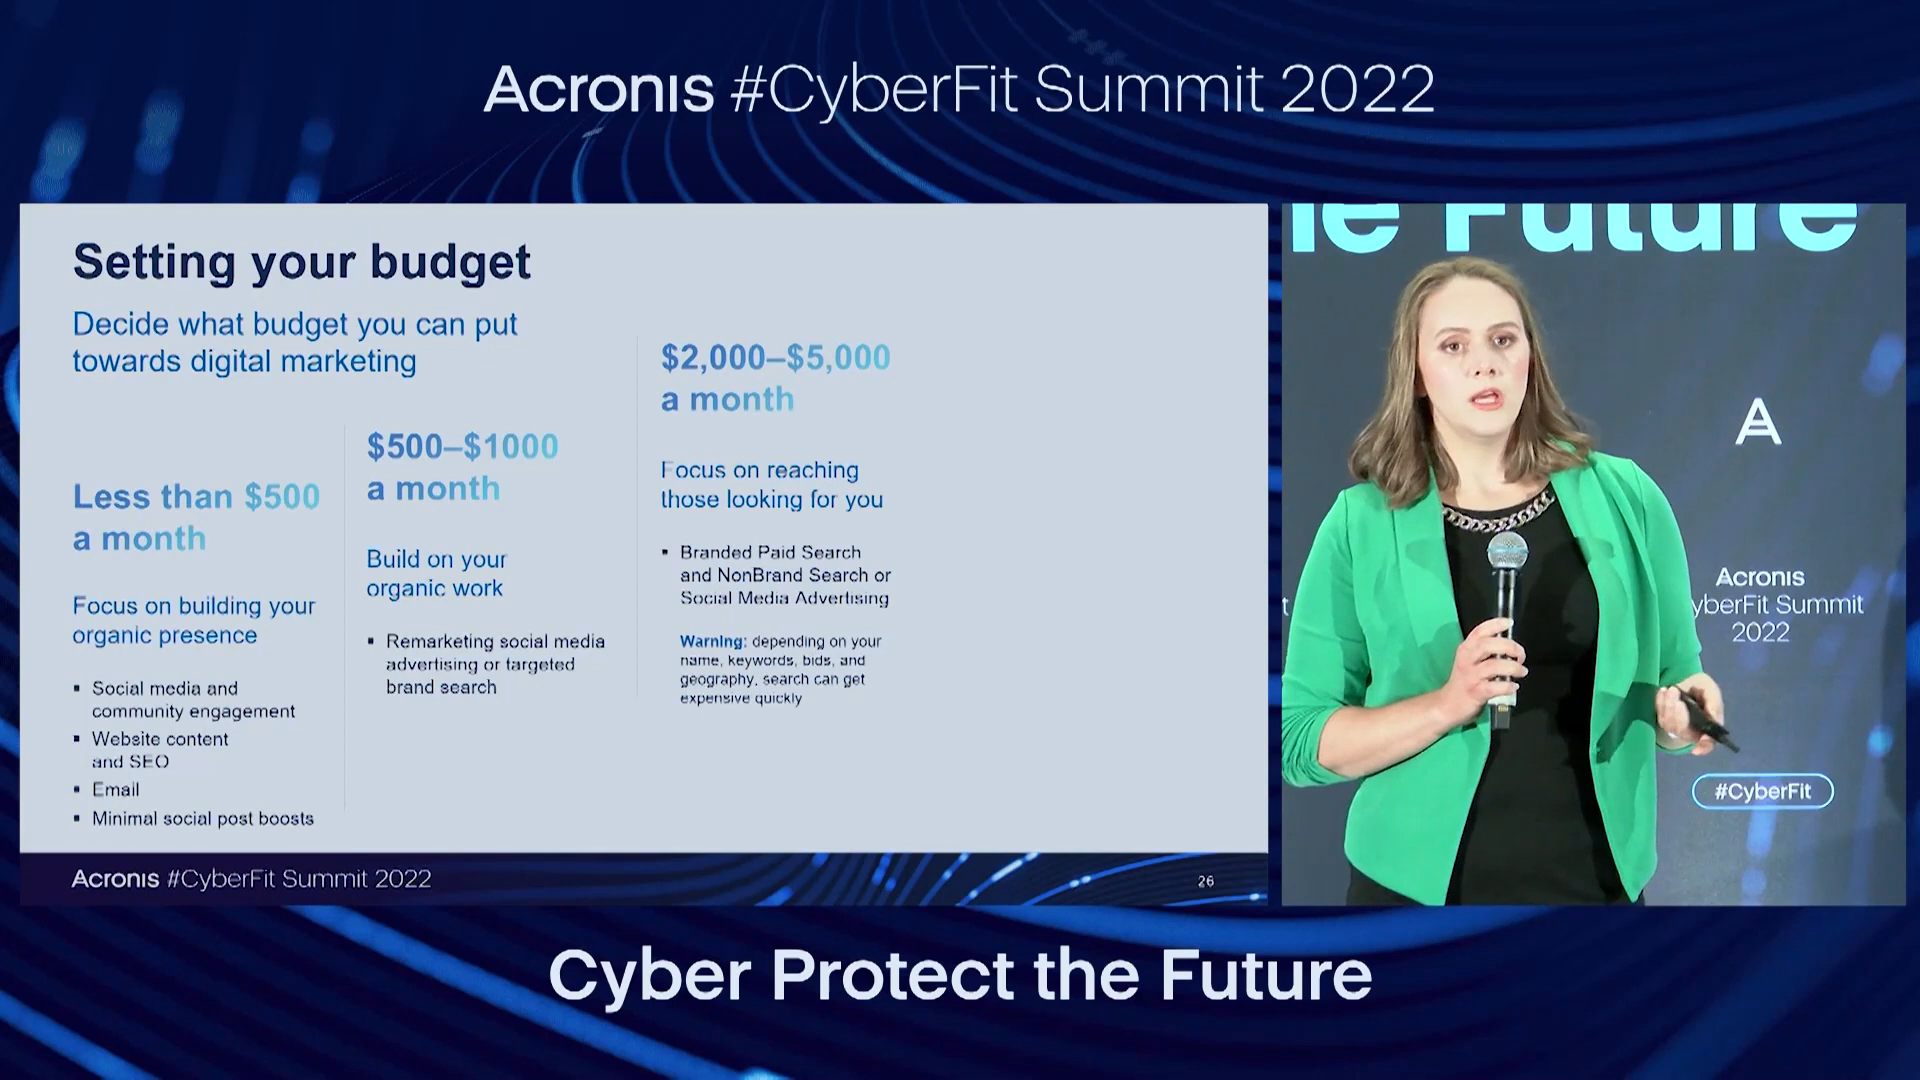 Acronis #CyberFit Summit 2022
Setting your budget
Decide what budget you can put
towards digital marketing
Less than $500
a month
Focus on building your
organic presence
▪ Social media and
community engagement
▪ Website content
and SEO
▪ Email
▪ Minimal social post boosts
$500–$1000
a month
Build on your
organic work
▪ Remarketing social media
advertising or targeted
brand search
$2,000–$5,000
a month
Focus on reaching
those looking for you
▪ Branded Paid Search
and NonBrand Search or
Social Media Advertising
Warning: depending on your
name, keywords, bids, and
geography, search can get
expensive quickly
Acronis #CyberFit Summit 2022
26
Future
Acronis
yberFit Summit
2022
#CyberFit
Cyber Protect the Future